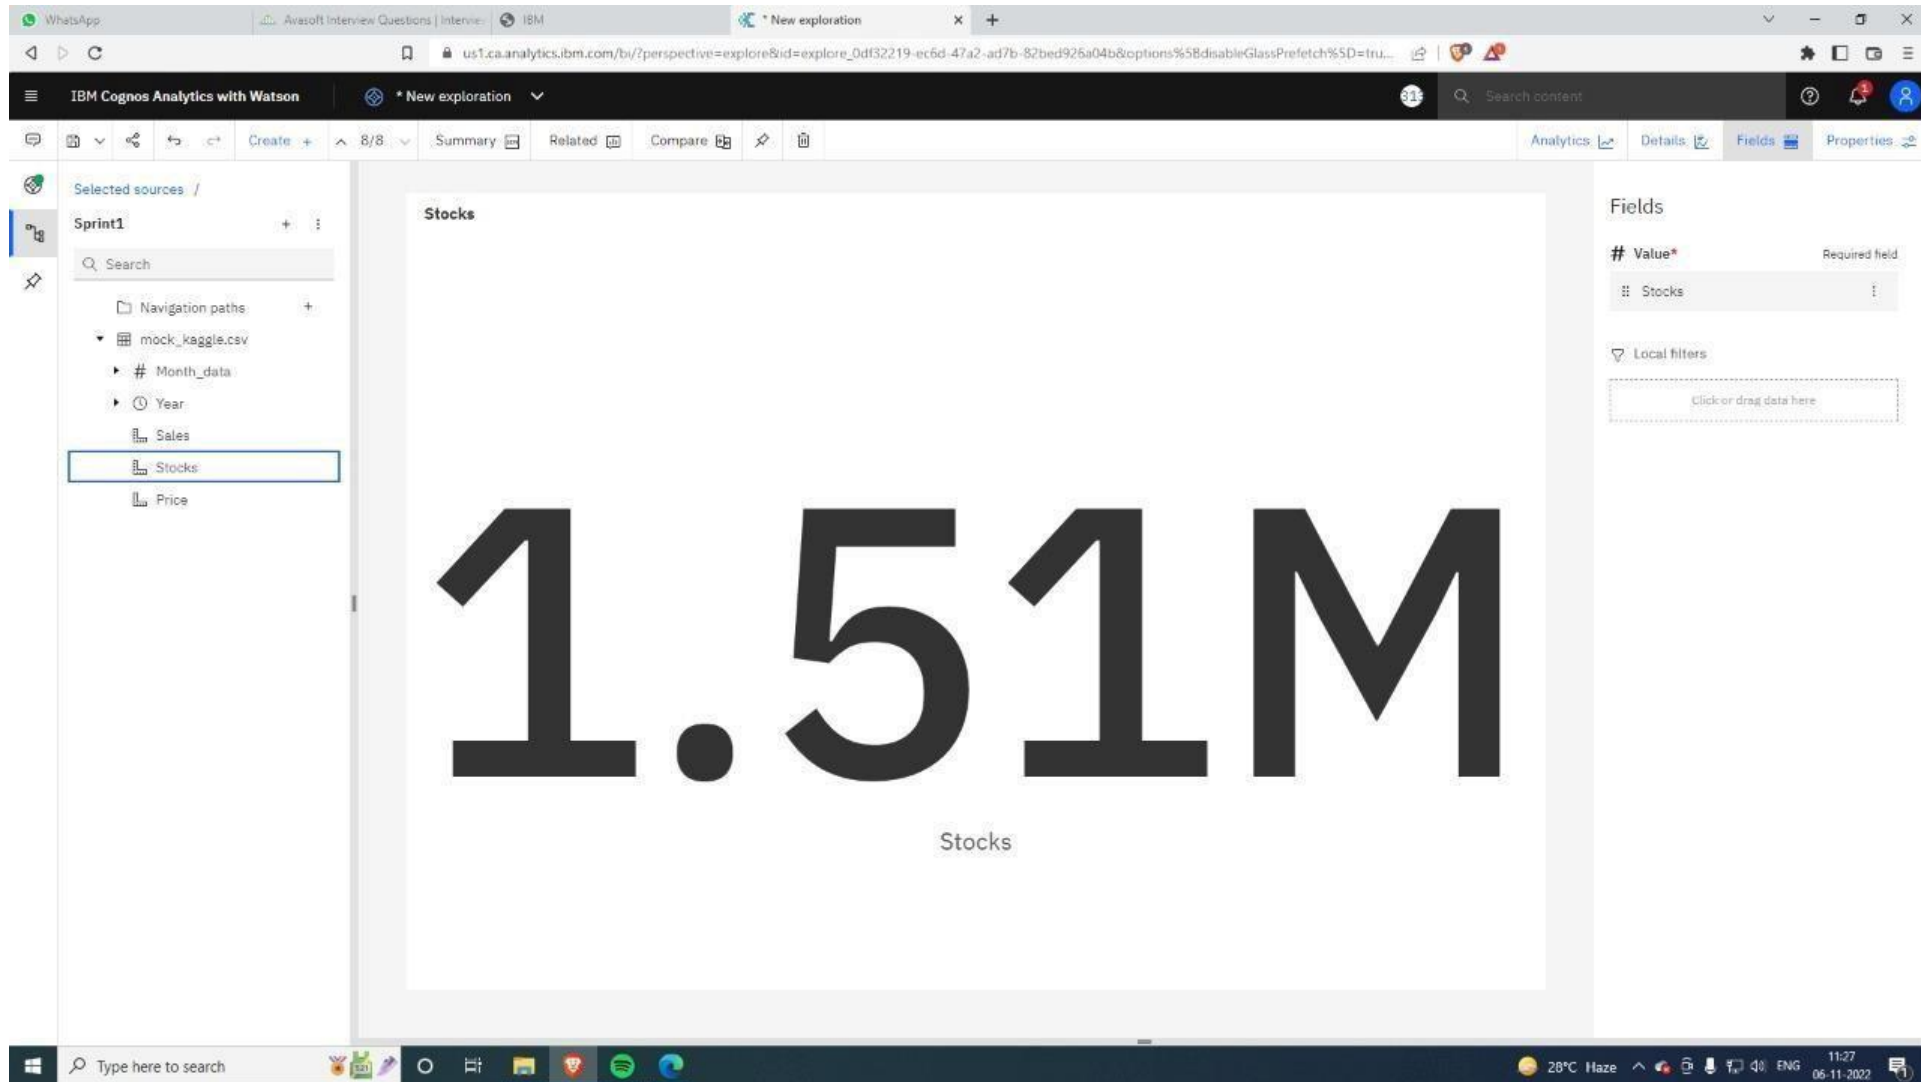 WhatsApp
Avasoft Interview Questions | Intervie
IBM
* New exploration
us1.ca.analytics.ibm.com/bi/?perspective=explore&id=explore_0df32219-ec6d-47a2-ad7b-82bed926a04b&options%5BdisableGlassPrefetch%5D=tru...
IBM Cognos Analytics with Watson
* New exploration
Search content
Create +
8/8
Summary
Related
Compare
Analytics
Details
Fields
Properties
Selected sources /
Sprint1
Search
Navigation paths
mock_kaggle.csv
# Month_data
Year
Sales
Stocks
Price
Stocks
1.51M
Stocks
Fields
# Value*
Required field
Stocks
Local filters
Click or drag data here
Type here to search
28°C Haze
ENG
11:27
06-11-2022